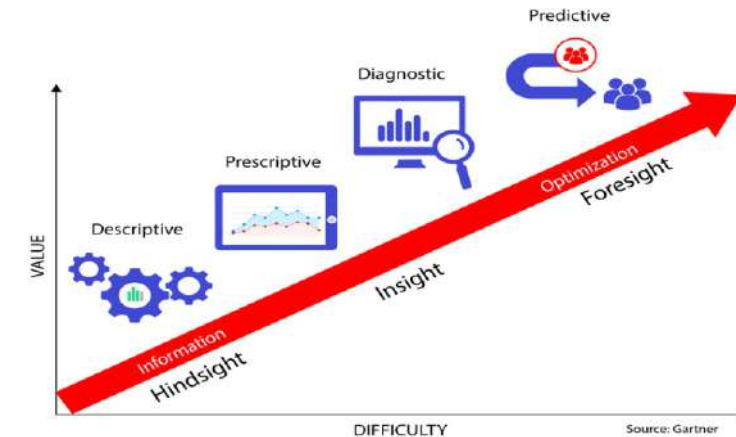 Predictive
Diagnostic
Prescriptive
Descriptive
VALUE
Optimization
Foresight
Insight
Information
Hindsight
DIFFICULTY
Source: Gartner